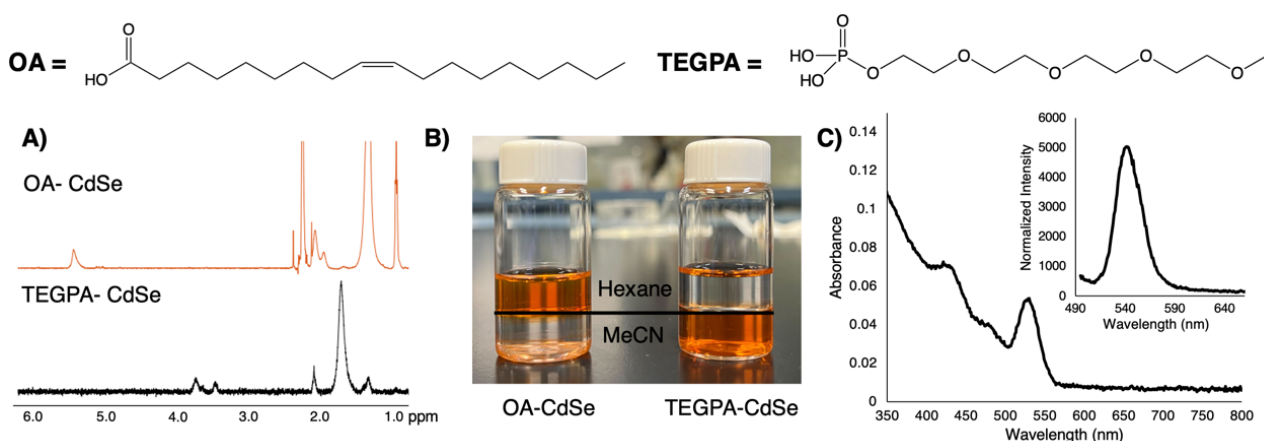 OA =
O
HO
TEGPA =
O
HO
P
HO
O
O
O
O
O
A)
OA- CdSe
TEGPA- CdSe
6.0 5.0 4.0 3.0 2.0 1.0 ppm
B)
Hexane
MeCN
OA-CdSe TEGPA-CdSe
C)
Absorbance
0.14
0.12
0.1
0.08
0.06
0.04
0.02
0
350 400 450 500 550 600 650 700 750 800
Wavelength (nm)
Normalized Intensity
6000
5000
4000
3000
2000
1000
0
490 540 590 640
Wavelength (nm)